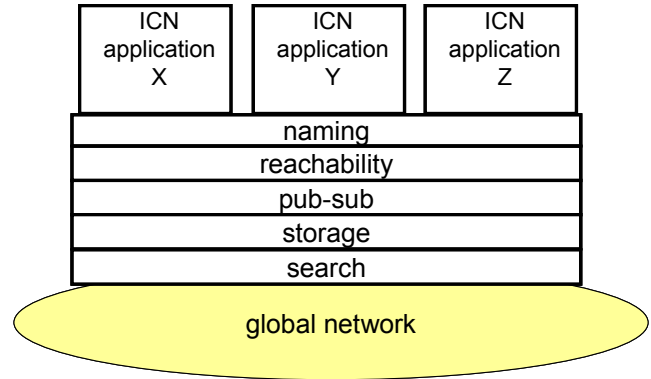 ICN
application
X
ICN
application
Y
ICN
application
Z
naming
reachability
pub-sub
storage
search
global network